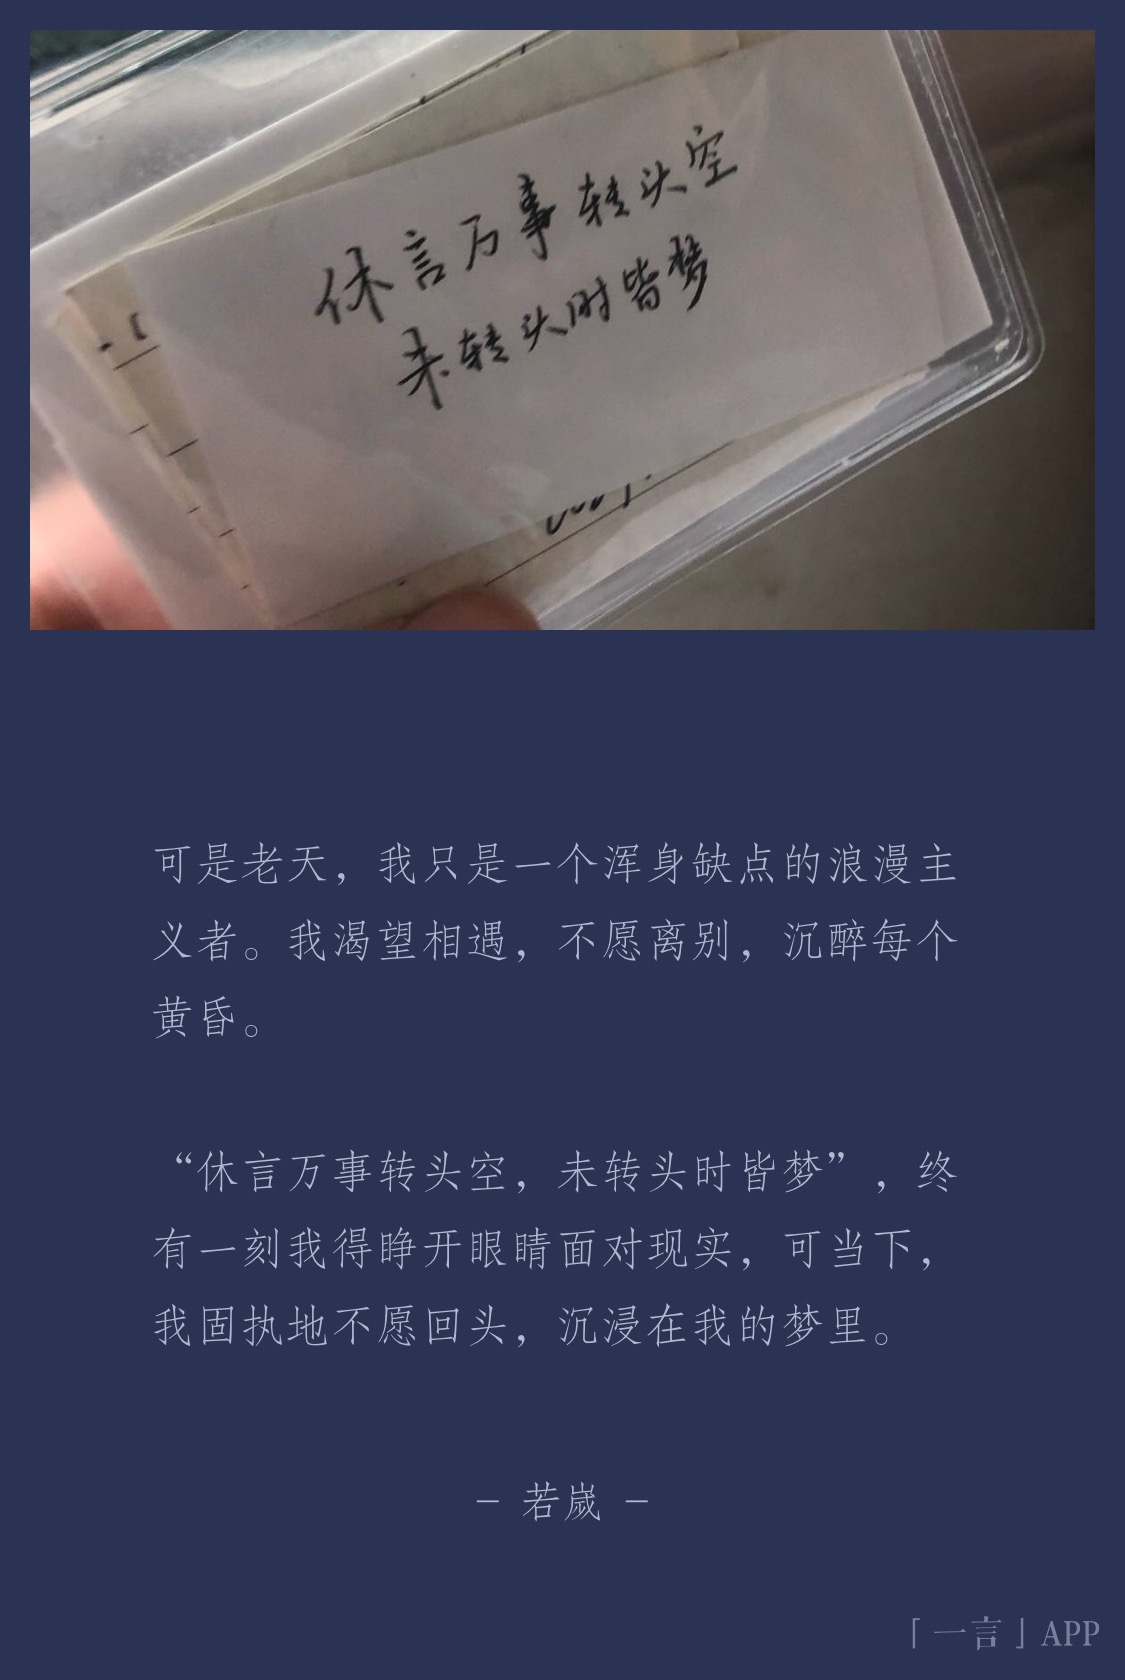 休言万事转头空
未转头时皆梦
可是老天，我只是一个浑身缺点的浪漫主
义者。我渴望相遇，不愿离别，沉醉每个
黄昏。
“休言万事转头空，未转头时皆梦”，终
有一刻我得睁开眼睛面对现实，可当下，
我固执地不愿回头，沉浸在我的梦里。
– 若嵗 –
「一言」APP